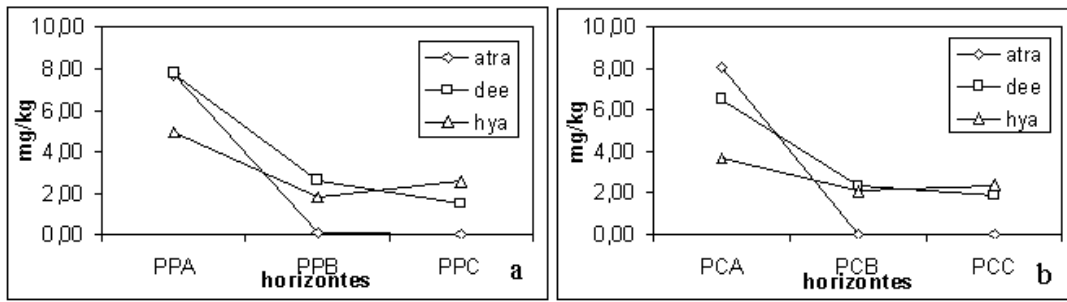 10,00
8,00
6,00
4,00
2,00
0,00
mg/kg
atra
dee
hya
PPA PPB PPC
horizontes
a
10,00
8,00
6,00
4,00
2,00
0,00
mg/kg
atra
dee
hya
PCA PCB PCC
horizontes
b